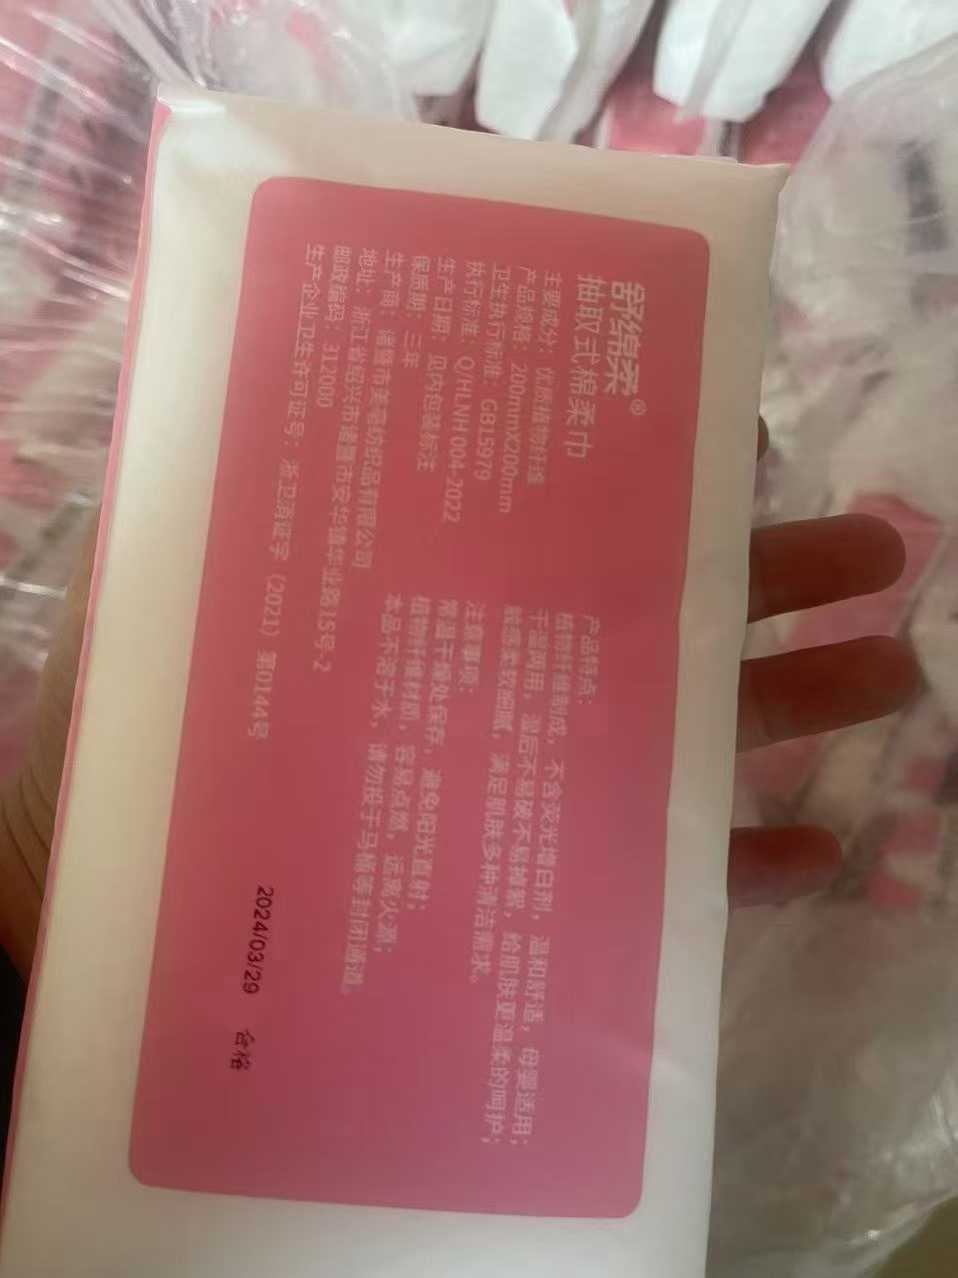 舒绵柔®
抽取式棉柔巾
主要成分：优质植物纤维
产品规格：200mmX200mm
卫生执行标准：GB15979
执行标准：Q/HLNH 004-2022
生产日期：见内包装标注
保质期：三年
生产商：诸暨市美亳纺织品有限公司
地址：浙江省绍兴市诸暨市安华镇华业路15号-2
邮政编码：312000
生产企业卫生许可证号：浙卫消证字（2021）第0144号
产品特点：
植物纤维制成，不含荧光增白剂，温和舒适，母婴适用；
干湿两用，湿后不易破不易掉絮，给肌肤更温柔的呵护；
敏感柔软细腻，满足肌肤多种清洁需求。
注意事项：
常温干燥处保存，避免阳光直射；
植物纤维材质，容易点燃，远离火源；
本品不溶于水，请勿投于马桶等封闭通道。
2024/03/29 合格